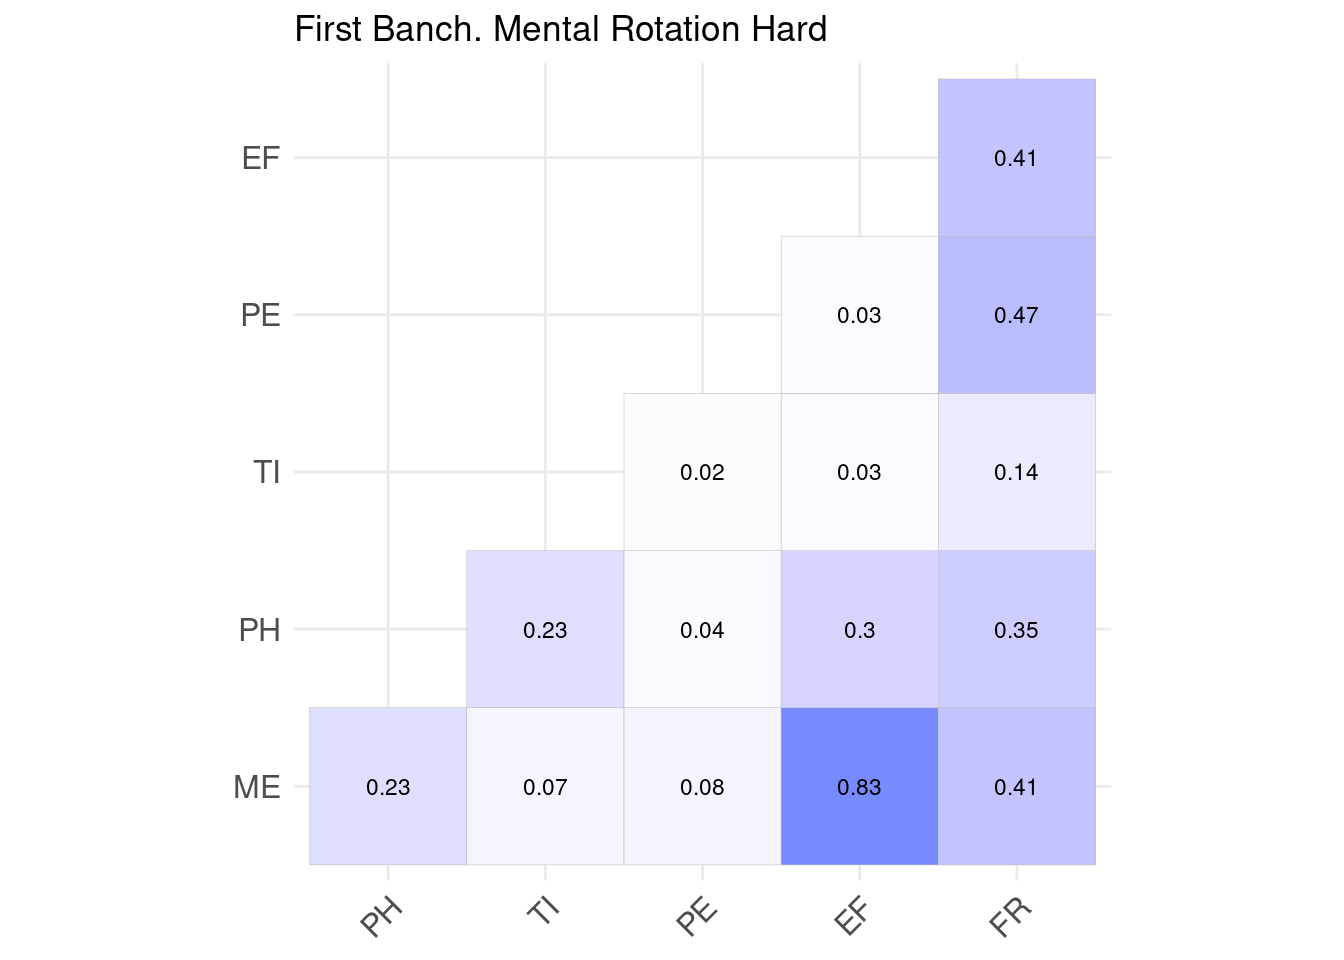 First Banch. Mental Rotation Hard
EF 0.41
PE 0.03 0.47
TI 0.02 0.03 0.14
PH 0.23 0.04 0.3 0.35
ME 0.23 0.07 0.08 0.83 0.41
PH TI PE EF FR